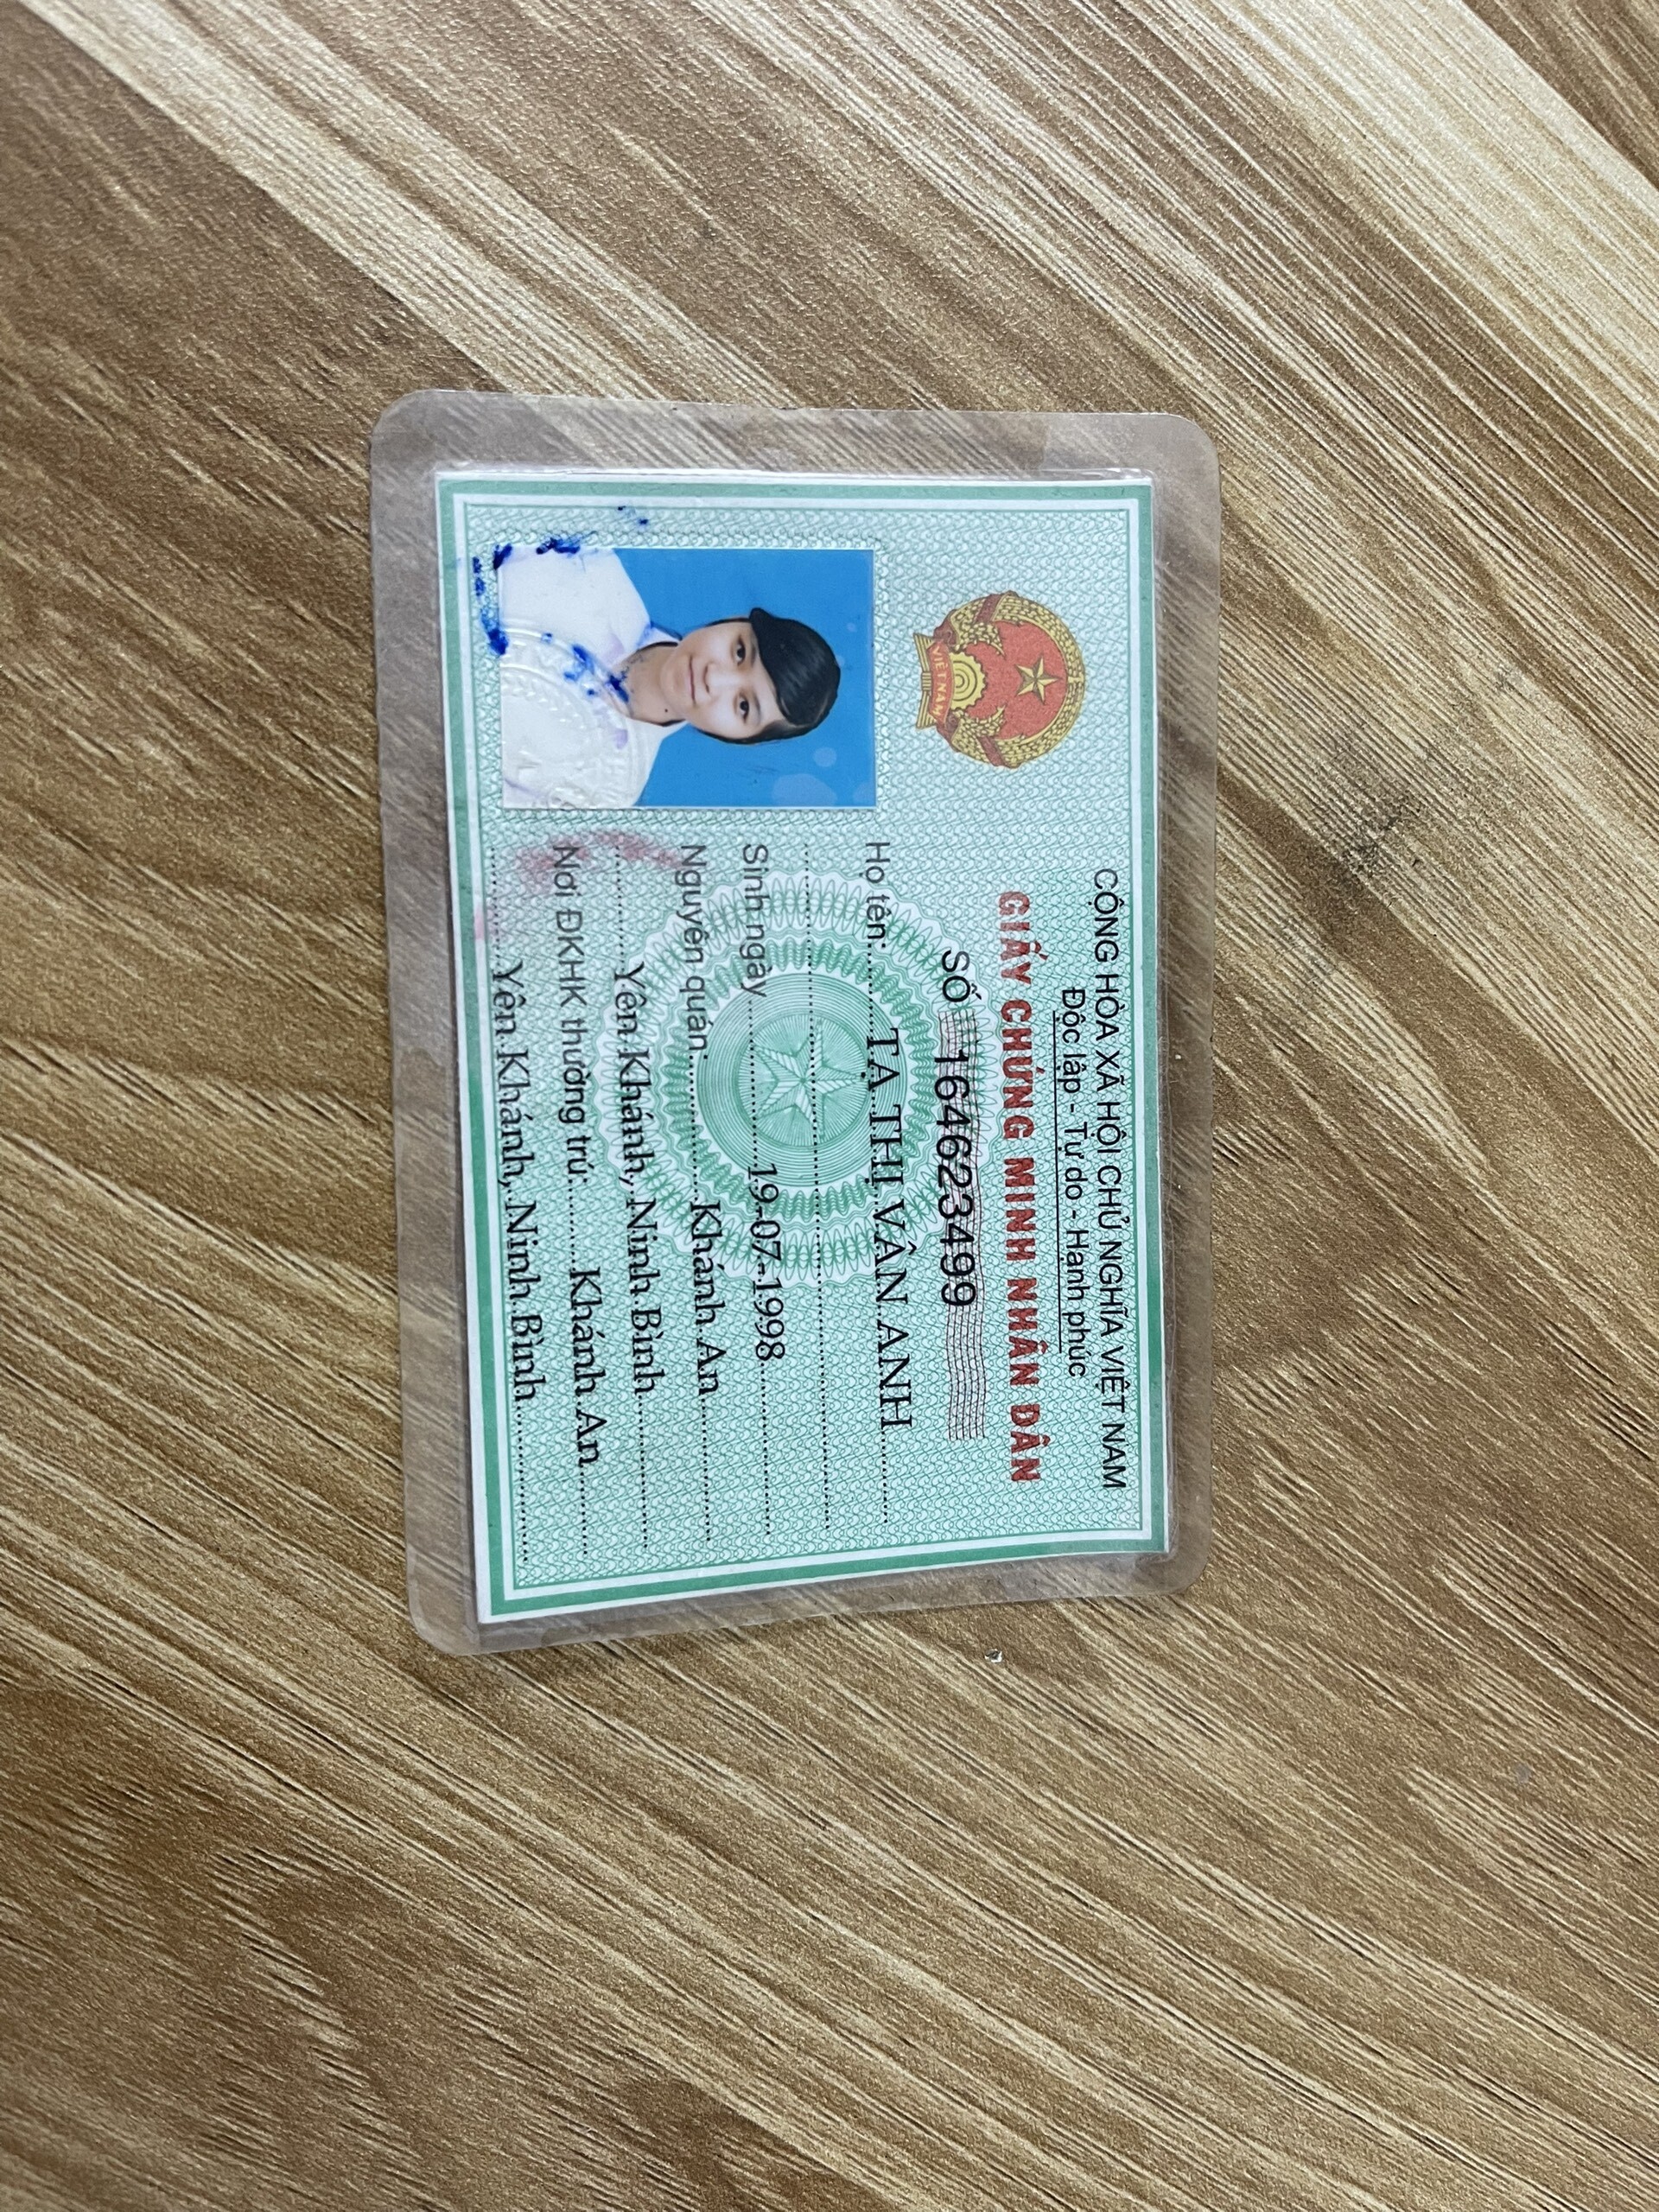 CỘNG HÒA XÃ HỘI CHỦ NGHĨA VIỆT NAM
Độc lập - Tự do - Hạnh phúc
GIẤY CHỨNG MINH NHÂN DÂN
SỐ 164623499
VIỆT NAM
Họ tên: TẠ THỊ VÂN ANH
Sinh ngày 19-07-1998
Nguyên quán: Khánh An
Yên Khánh, Ninh Bình
Nơi ĐKHK thường trú: Khánh An
Yên Khánh, Ninh Bình